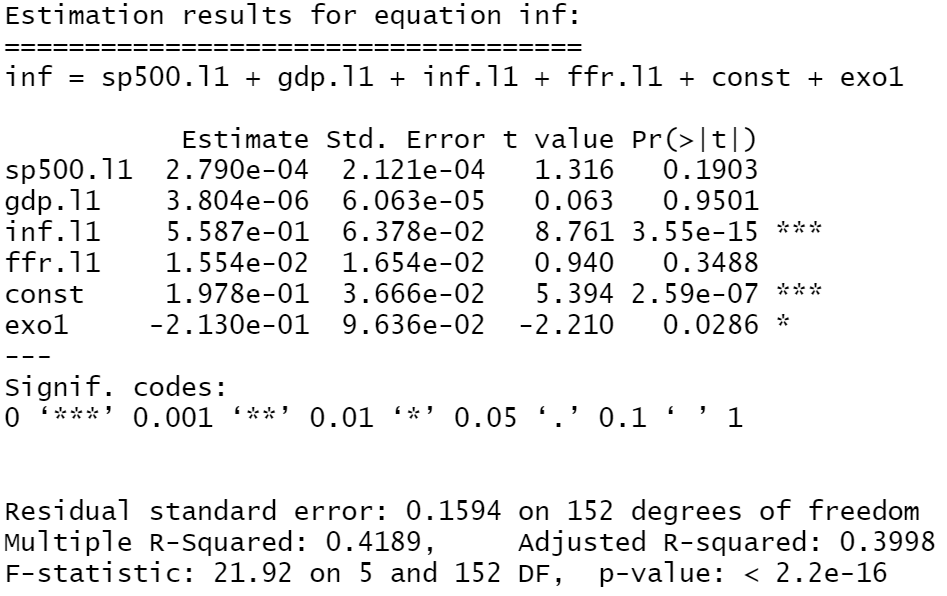 Estimation results for equation inf:
====================================
inf = sp500.l1 + gdp.l1 + inf.l1 + ffr.l1 + const + exo1
Estimate Std. Error t value Pr(>|t|)
sp500.l1 2.790e-04 2.121e-04 1.316 0.1903
gdp.l1 3.804e-06 6.063e-05 0.063 0.9501
inf.l1 5.587e-01 6.378e-02 8.761 3.55e-15 ***
ffr.l1 1.554e-02 1.654e-02 0.940 0.3488
const 1.978e-01 3.666e-02 5.394 2.59e-07 ***
exo1 -2.130e-01 9.636e-02 -2.210 0.0286 *
---
Signif. codes:
0 ‘***’ 0.001 ‘**’ 0.01 ‘*’ 0.05 ‘.’ 0.1 ‘ ’ 1
Residual standard error: 0.1594 on 152 degrees of freedom
Multiple R-Squared: 0.4189, Adjusted R-squared: 0.3998
F-statistic: 21.92 on 5 and 152 DF, p-value: < 2.2e-16